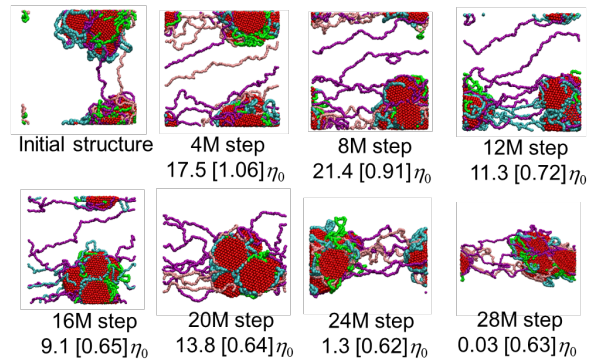 Initial structure
4M step
17.5 [1.06]η₀
8M step
21.4 [0.91]η₀
12M step
11.3 [0.72]η₀
16M step
9.1 [0.65]η₀
20M step
13.8 [0.64]η₀
24M step
1.3 [0.62]η₀
28M step
0.03 [0.63]η₀